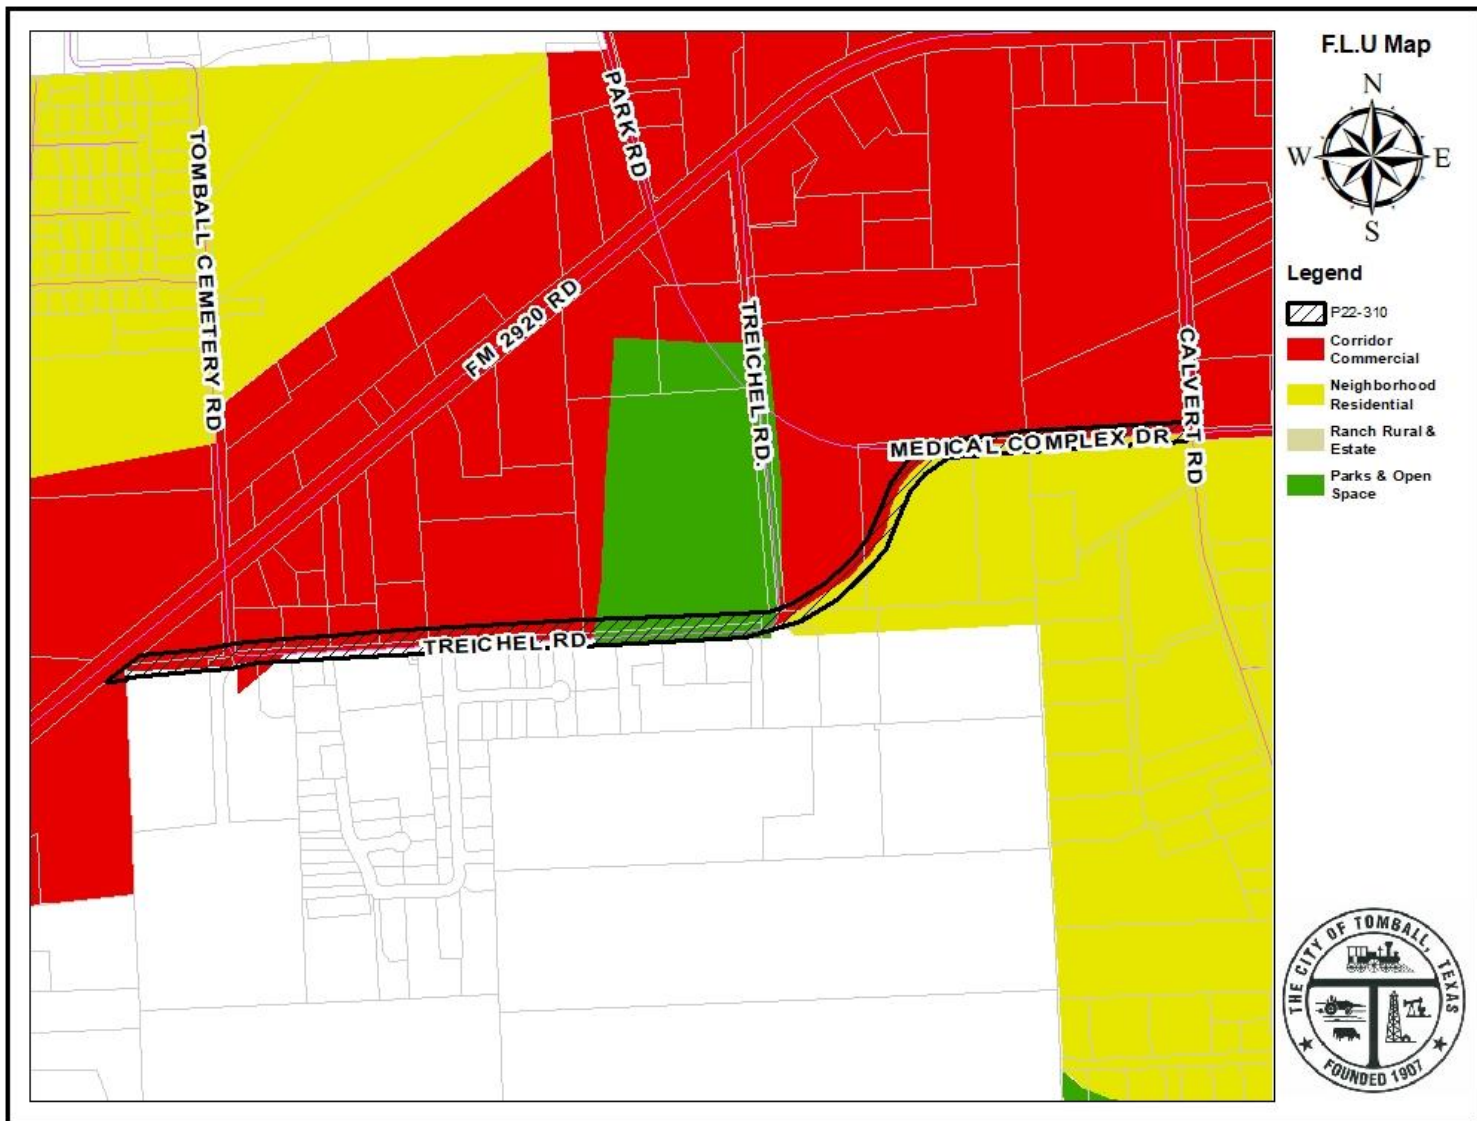 F.L.U Map
N
W E
S
Legend
P22-310
Corridor
Commercial
Neighborhood
Residential
Ranch Rural &
Estate
Parks & Open
Space
PARK RD
TOMBALL CEMETERY RD
FM 2920 RD
TREICHEL RD.
CALVERT RD
MEDICAL COMPLEX DR
TREICHEL RD
THE CITY OF TOMBALL, TEXAS
FOUNDED 1907